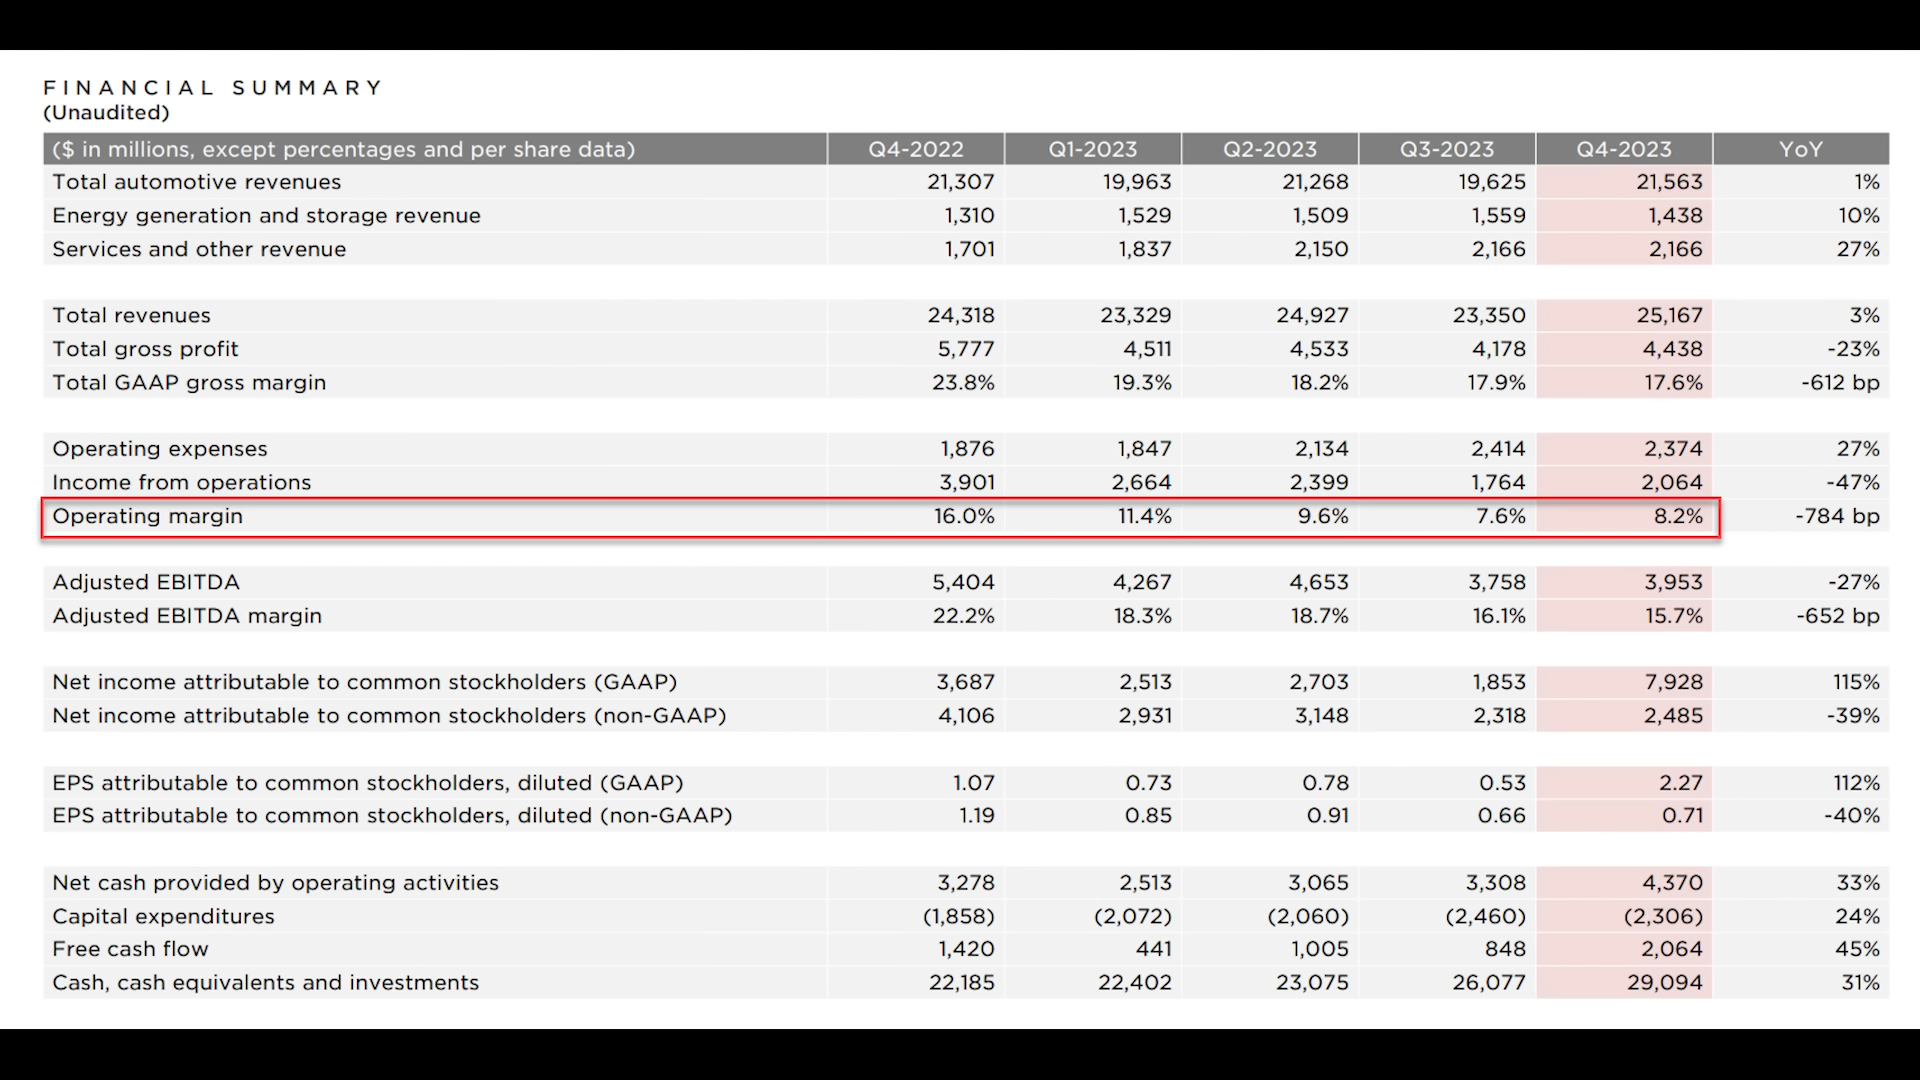 FINANCIAL SUMMARY
(Unaudited)
($ in millions, except percentages and per share data) Q4-2022 Q1-2023 Q2-2023 Q3-2023 Q4-2023 YoY
Total automotive revenues 21,307 19,963 21,268 19,625 21,563 1%
Energy generation and storage revenue 1,310 1,529 1,509 1,559 1,438 10%
Services and other revenue 1,701 1,837 2,150 2,166 2,166 27%
Total revenues 24,318 23,329 24,927 23,350 25,167 3%
Total gross profit 5,777 4,511 4,533 4,178 4,438 -23%
Total GAAP gross margin 23.8% 19.3% 18.2% 17.9% 17.6% -612 bp
Operating expenses 1,876 1,847 2,134 2,414 2,374 27%
Income from operations 3,901 2,664 2,399 1,764 2,064 -47%
Operating margin 16.0% 11.4% 9.6% 7.6% 8.2% -784 bp
Adjusted EBITDA 5,404 4,267 4,653 3,758 3,953 -27%
Adjusted EBITDA margin 22.2% 18.3% 18.7% 16.1% 15.7% -652 bp
Net income attributable to common stockholders (GAAP) 3,687 2,513 2,703 1,853 7,928 115%
Net income attributable to common stockholders (non-GAAP) 4,106 2,931 3,148 2,318 2,485 -39%
EPS attributable to common stockholders, diluted (GAAP) 1.07 0.73 0.78 0.53 2.27 112%
EPS attributable to common stockholders, diluted (non-GAAP) 1.19 0.85 0.91 0.66 0.71 -40%
Net cash provided by operating activities 3,278 2,513 3,065 3,308 4,370 33%
Capital expenditures (1,858) (2,072) (2,060) (2,460) (2,306) 24%
Free cash flow 1,420 441 1,005 848 2,064 45%
Cash, cash equivalents and investments 22,185 22,402 23,075 26,077 29,094 31%